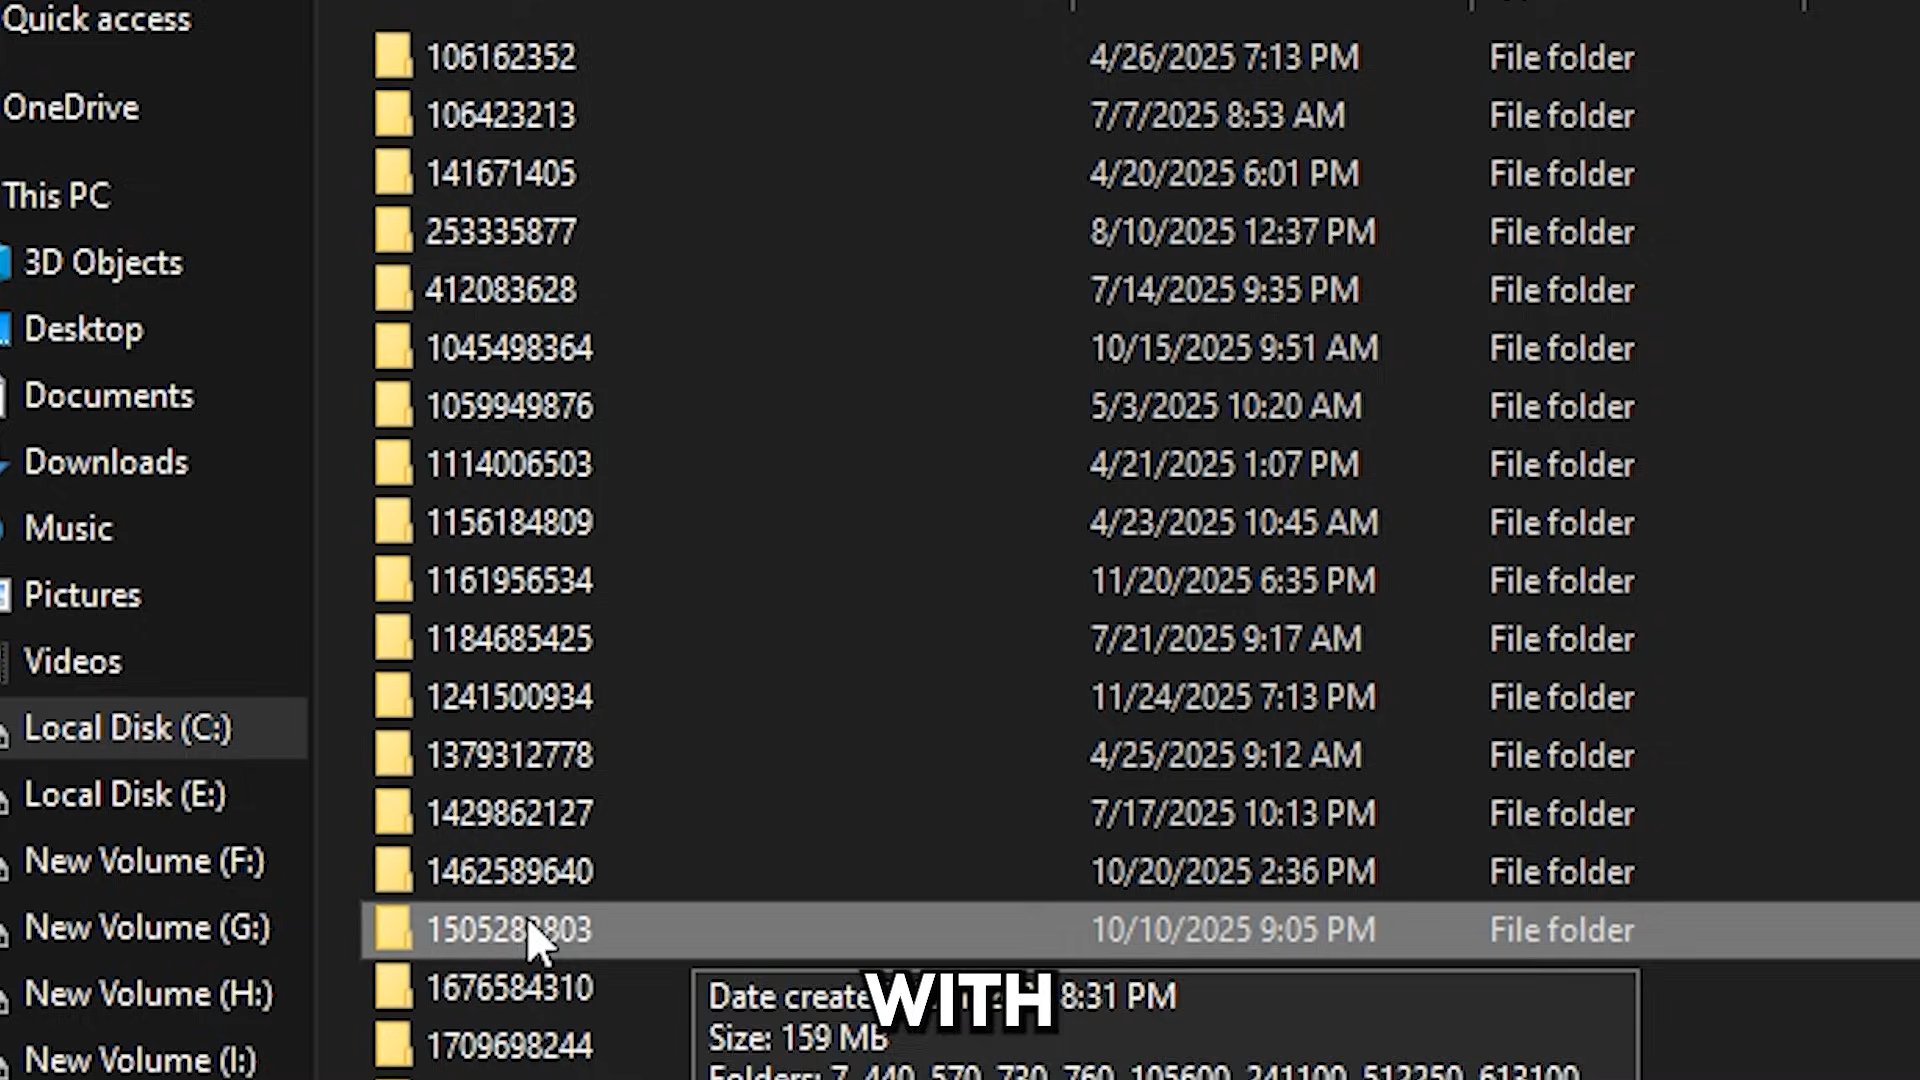 Quick access
OneDrive
This PC
3D Objects
Desktop
Documents
Downloads
Music
Pictures
Videos
Local Disk (C:)
Local Disk (E:)
New Volume (F:)
New Volume (G:)
New Volume (H:)
New Volume (I:)
106162352 4/26/2025 7:13 PM File folder
106423213 7/7/2025 8:53 AM File folder
141671405 4/20/2025 6:01 PM File folder
253335877 8/10/2025 12:37 PM File folder
412083628 7/14/2025 9:35 PM File folder
1045498364 10/15/2025 9:51 AM File folder
1059949876 5/3/2025 10:20 AM File folder
1114006503 4/21/2025 1:07 PM File folder
1156184809 4/23/2025 10:45 AM File folder
1161956534 11/20/2025 6:35 PM File folder
1184685425 7/21/2025 9:17 AM File folder
1241500934 11/24/2025 7:13 PM File folder
1379312778 4/25/2025 9:12 AM File folder
1429862127 7/17/2025 10:13 PM File folder
1462589640 10/20/2025 2:36 PM File folder
10/10/2025 9:05 PM File folder
1676584310
1709698244
Date 8:31 PM
Size: 159 MB
Folders: 7, 440, 570, 730, 760, 105600, 241100, 512250, 613100
WITH